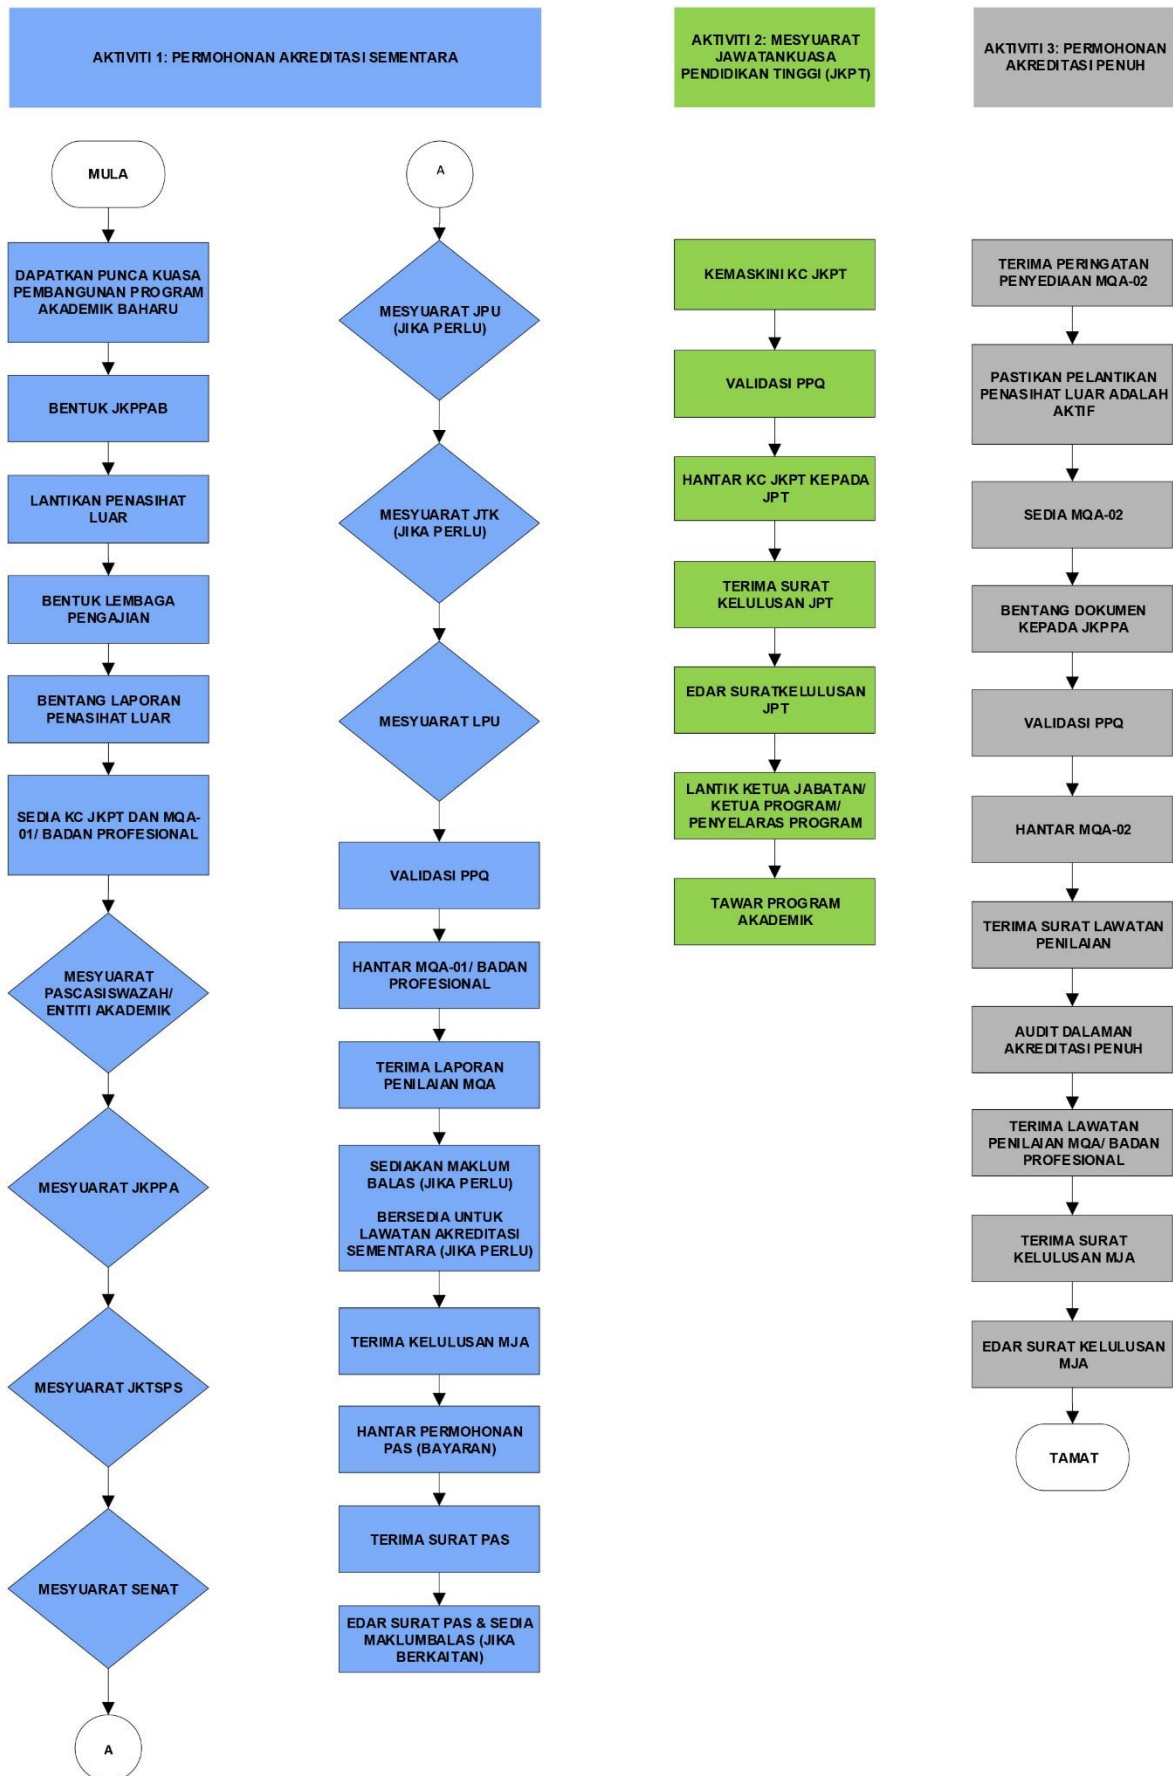 AKTIVITI 1: PERMOHONAN AKREDITASI SEMENTARA
MULA
DAPATKAN PUNCA KUASA
PEMBANGUNAN PROGRAM
AKADEMIK BAHARU
BENTUK JKPPAB
LANTIKAN PENASIHAT
LUAR
BENTUK LEMBAGA
PENGAJIAN
BENTANG LAPORAN
PENASIHAT LUAR
SEDIA KC JKPT DAN MQA-
01/ BADAN PROFESIONAL
MESYUARAT
PASCASISWAZAH/
ENTITI AKADEMIK
MESYUARAT JKPPA
MESYUARAT JKTSPS
MESYUARAT SENAT
A
A
MESYUARAT JPU
(JIKA PERLU)
MESYUARAT JTK
(JIKA PERLU)
MESYUARAT LPU
VALIDASI PPQ
HANTAR MQA-01/ BADAN
PROFESIONAL
TERIMA LAPORAN
PENILAIAN MQA
SEDIAKAN MAKLUM
BALAS (JIKA PERLU)
BERSEDIA UNTUK
LAWATAN AKREDITASI
SEMENTARA (JIKA PERLU)
TERIMA KELULUSAN MJA
HANTAR PERMOHONAN
PAS (BAYARAN)
TERIMA SURAT PAS
EDAR SURAT PAS & SEDIA
MAKLUMBALAS (JIKA
BERKAITAN)
AKTIVITI 2: MESYUARAT
JAWATANKUASA
PENDIDIKAN TINGGI (JKPT)
KEMASKINI KC JKPT
VALIDASI PPQ
HANTAR KC JKPT KEPADA
JPT
TERIMA SURAT
KELULUSAN JPT
EDAR SURATKELULUSAN
JPT
LANTIK KETUA JABATAN/
KETUA PROGRAM/
PENYELARAS PROGRAM
TAWAR PROGRAM
AKADEMIK
AKTIVITI 3: PERMOHONAN
AKREDITASI PENUH
TERIMA PERINGATAN
PENYEDIAAN MQA-02
PASTIKAN PELANTIKAN
PENASIHAT LUAR ADALAH
AKTIF
SEDIA MQA-02
BENTANG DOKUMEN
KEPADA JKPPA
VALIDASI PPQ
HANTAR MQA-02
TERIMA SURAT LAWATAN
PENILAIAN
AUDIT DALAMAN
AKREDITASI PENUH
TERIMA LAWATAN
PENILAIAN MQA/ BADAN
PROFESIONAL
TERIMA SURAT
KELULUSAN MJA
EDAR SURAT KELULUSAN
MJA
TAMAT